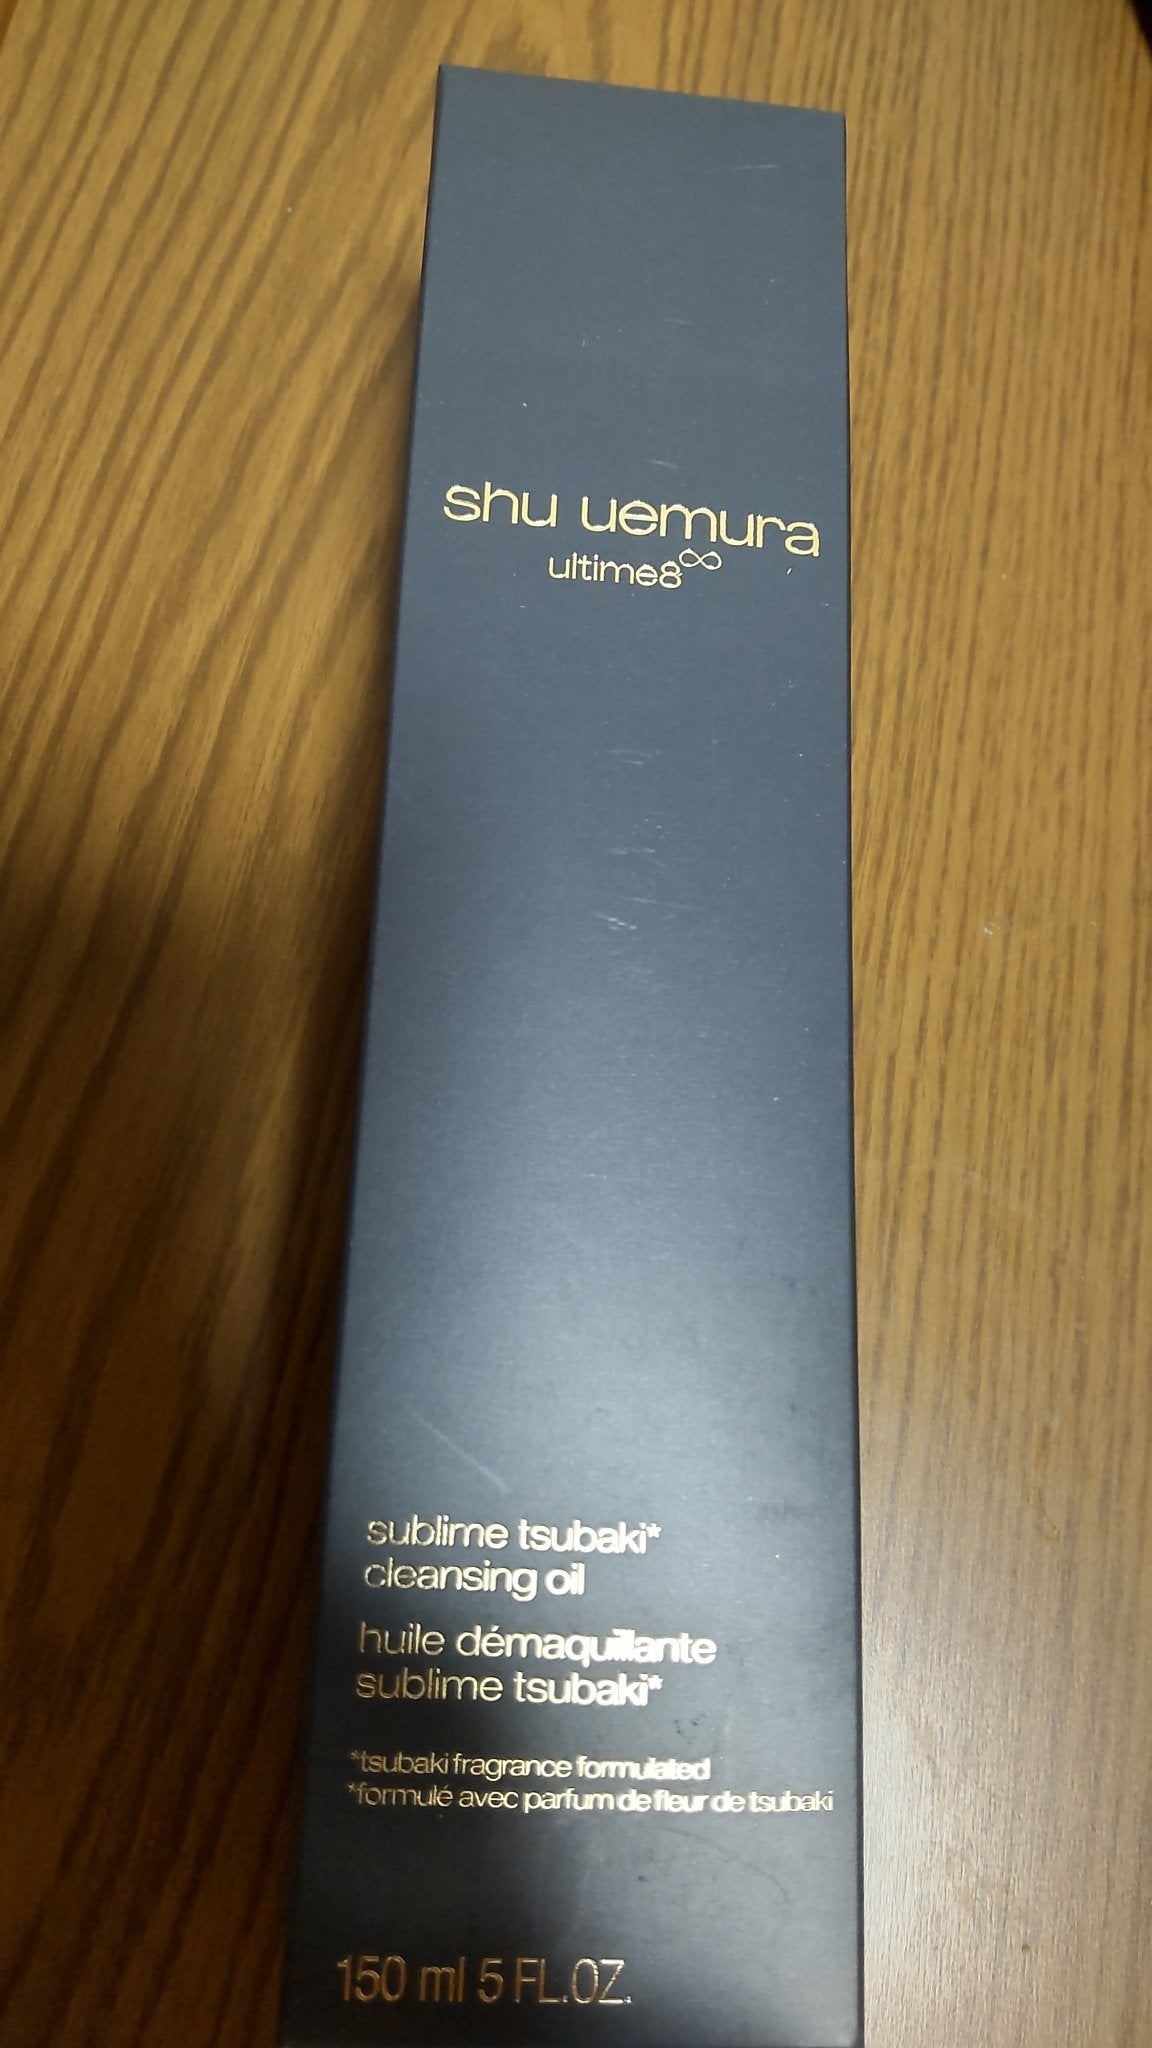 shu uemura
ultime8∞
sublime tsubaki*
cleansing oil
huile démaquillante
sublime tsubaki*
*tsubaki fragrance formulated
*formulé avec parfum de fleur de tsubaki
150 ml 5 FL.OZ.